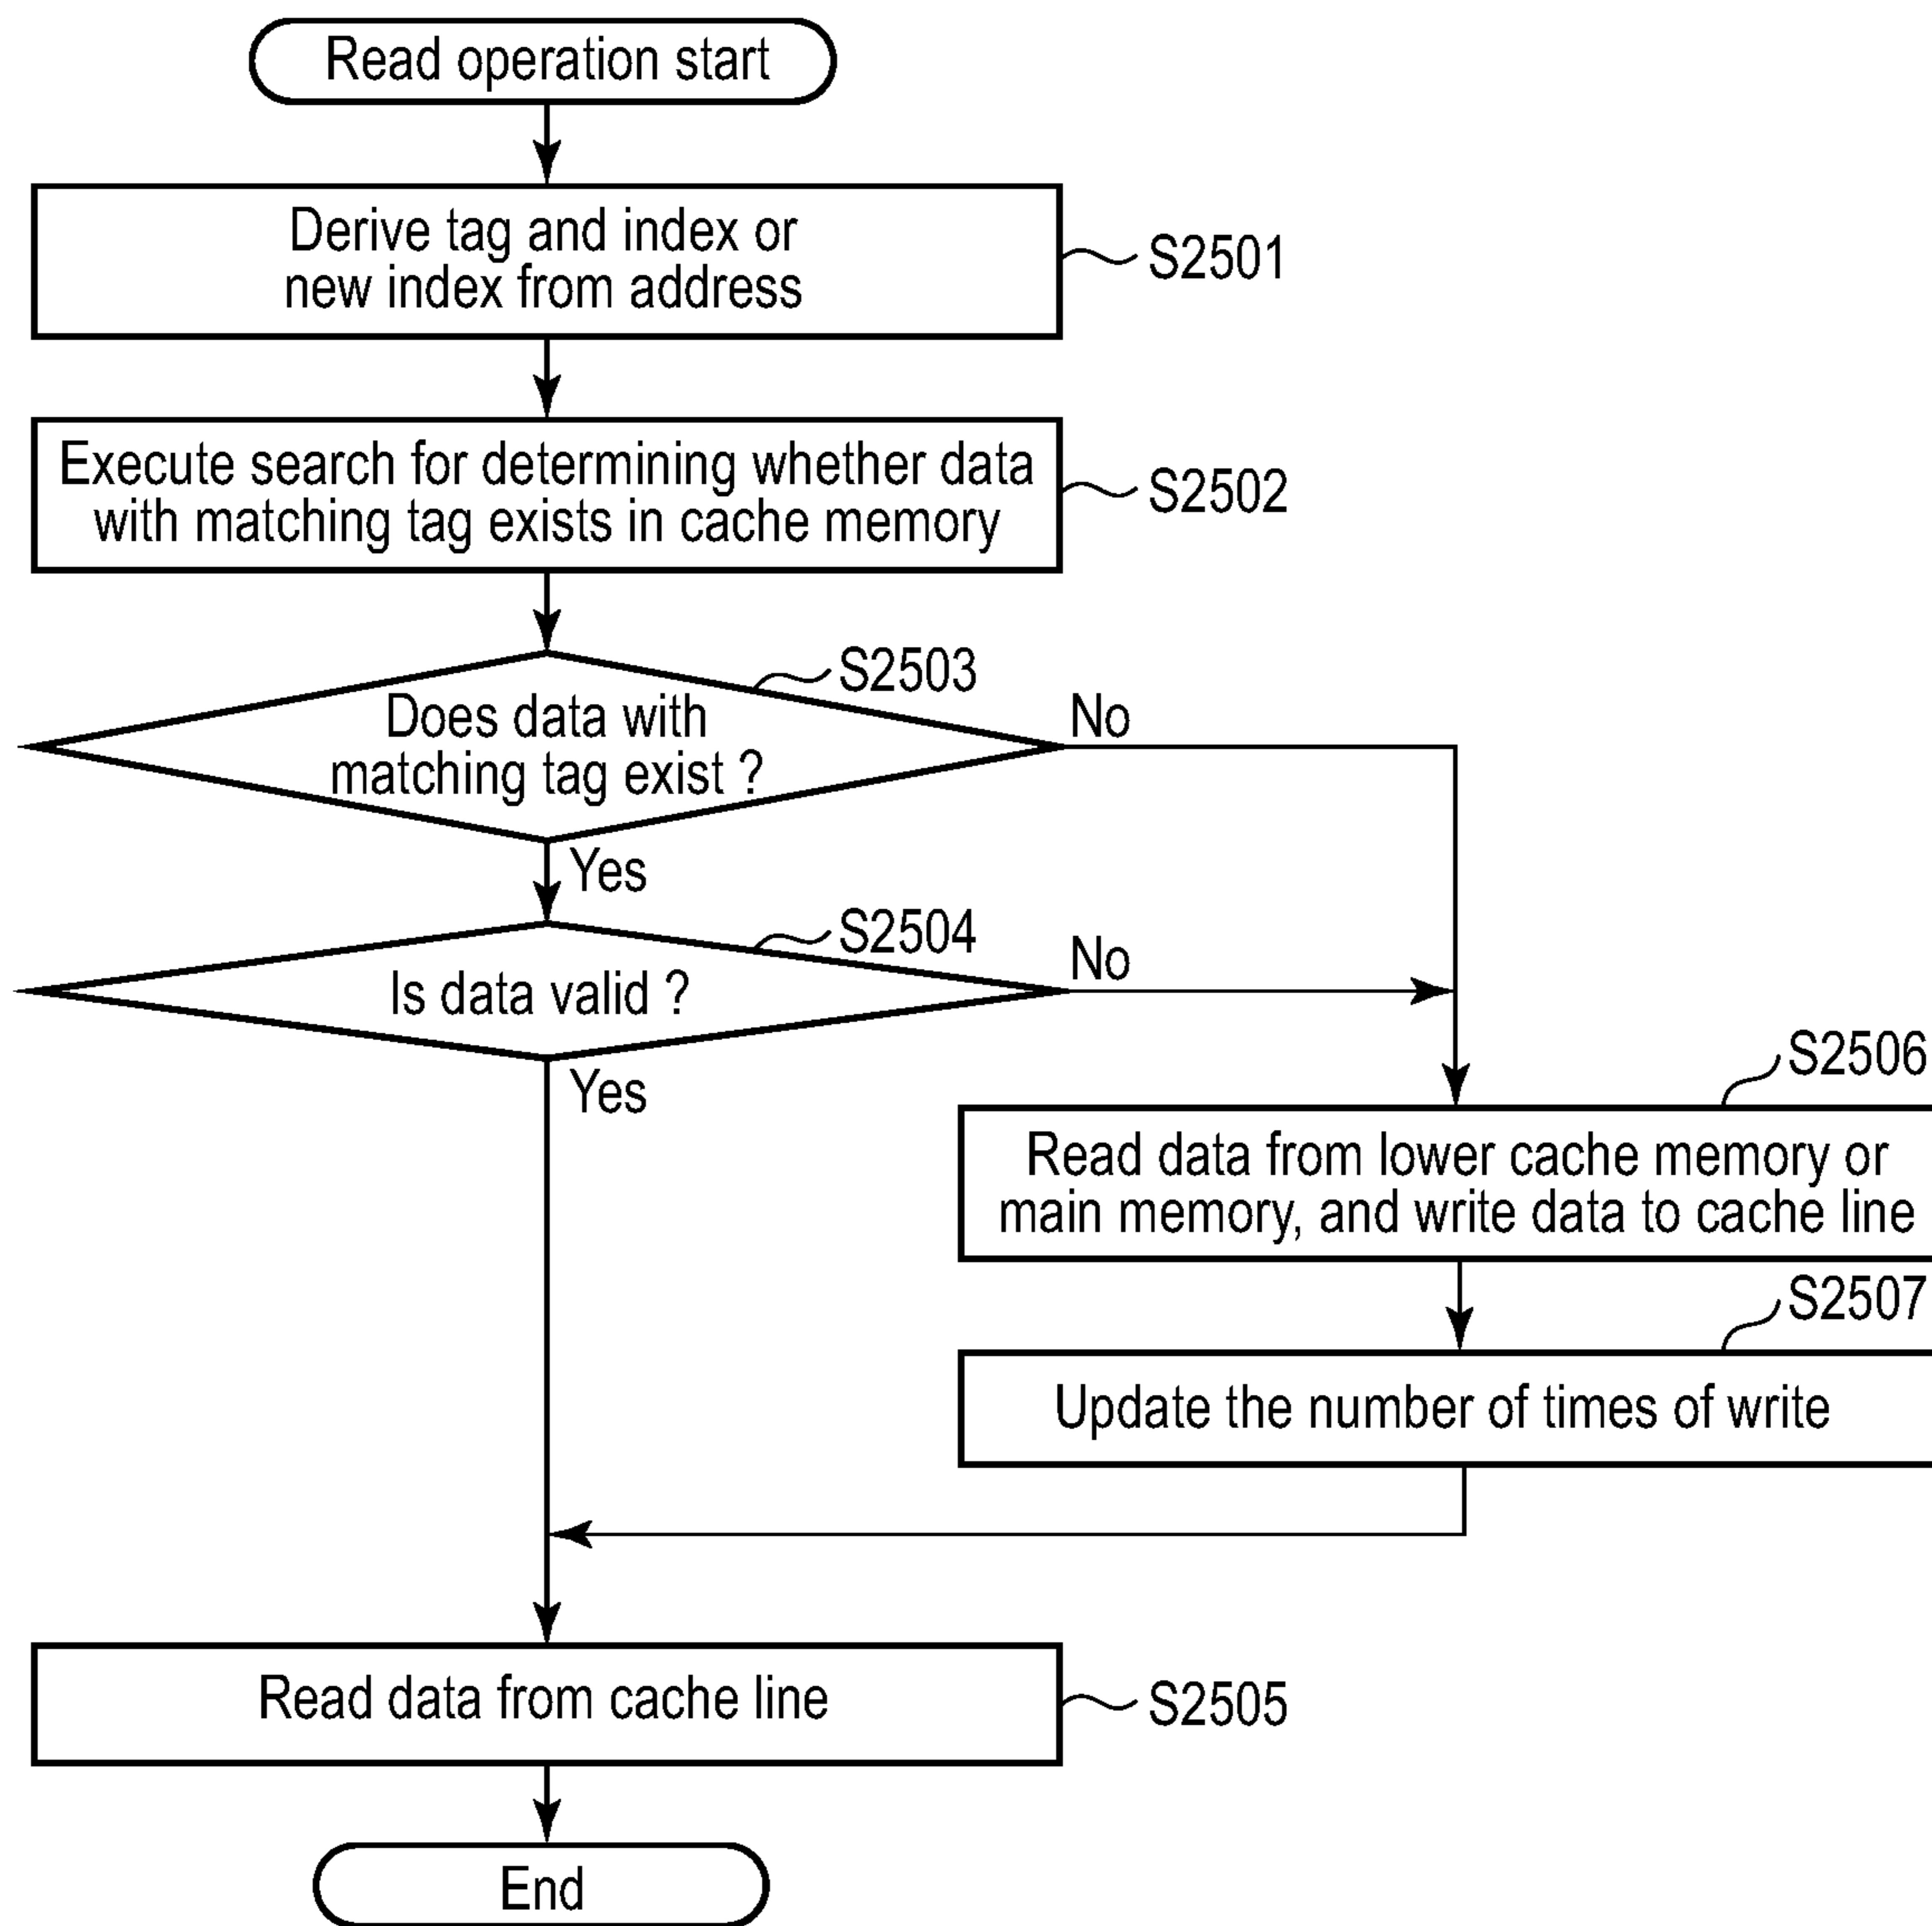 Read operation start
Derive tag and index or
new index from address
S2501
Execute search for determining whether data
with matching tag exists in cache memory
S2502
S2503
Does data with
matching tag exist ?
No
Yes
S2504
Is data valid ?
No
Yes
S2506
Read data from lower cache memory or
main memory, and write data to cache line
S2507
Update the number of times of write
Read data from cache line
S2505
End